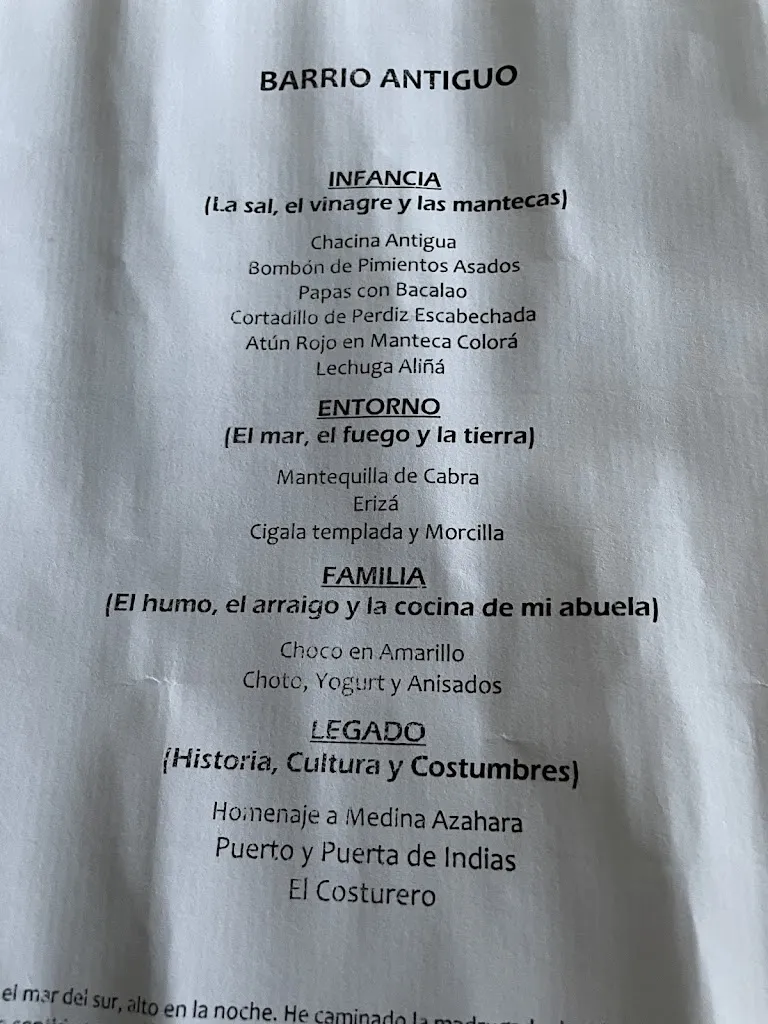 BARRIO ANTIGUO
INFANCIA
(La sal, el vinagre y las mantecas)
Chacina Antigua
Bombón de Pimientos Asados
Papas con Bacalao
Cortadillo de Perdiz Escabechada
Atún Rojo en Manteca Colorá
Lechuga Aliñá
ENTORNO
(El mar, el fuego y la tierra)
Mantequilla de Cabra
Erizá
Cigala templada y Morcilla
FAMILIA
(El humo, el arraigo y la cocina de mi abuela)
Choco en Amarillo
Choto, Yogurt y Anisados
LEGADO
(Historia, Cultura y Costumbres)
Homenaje a Medina Azahara
Puerto y Puerta de Indias
El Costurero
el mar del sur, alto en la noche. He caminado la